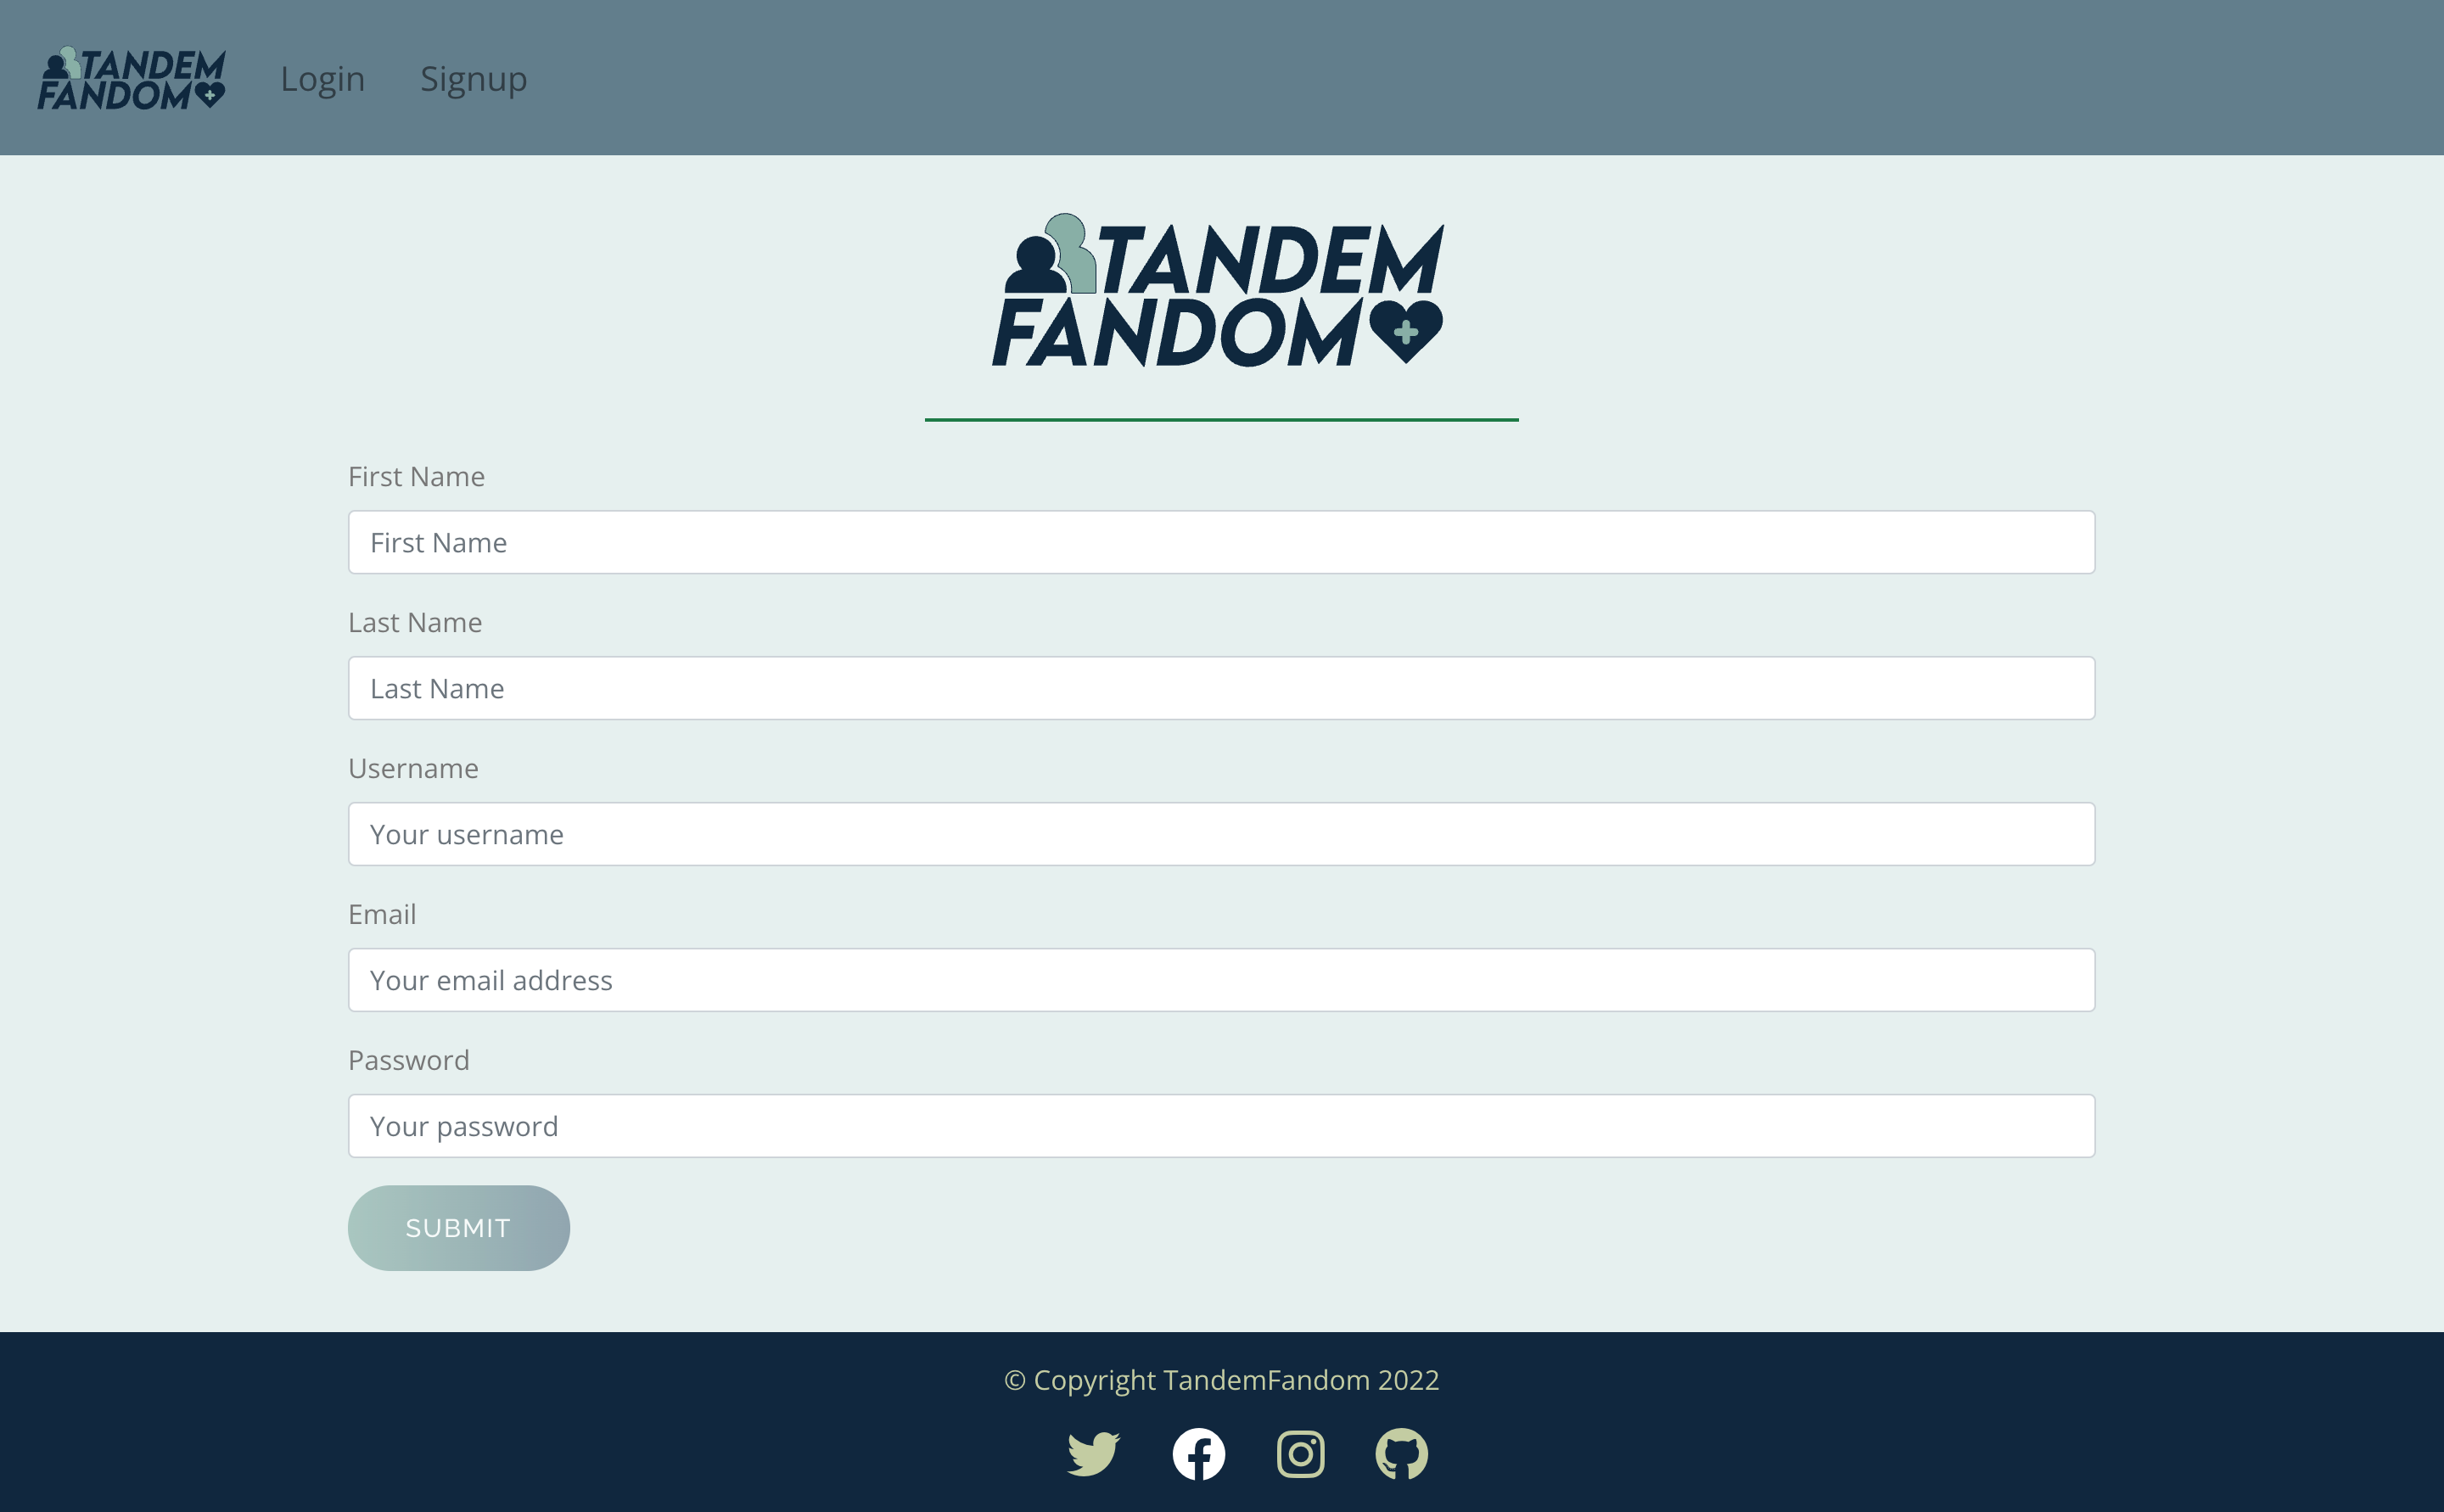 TANDEM
FANDOM
Login
Signup
TANDEM
FANDOM
First Name
First Name
Last Name
Last Name
Username
Your username
Email
Your email address
Password
Your password
SUBMIT
© Copyright TandemFandom 2022